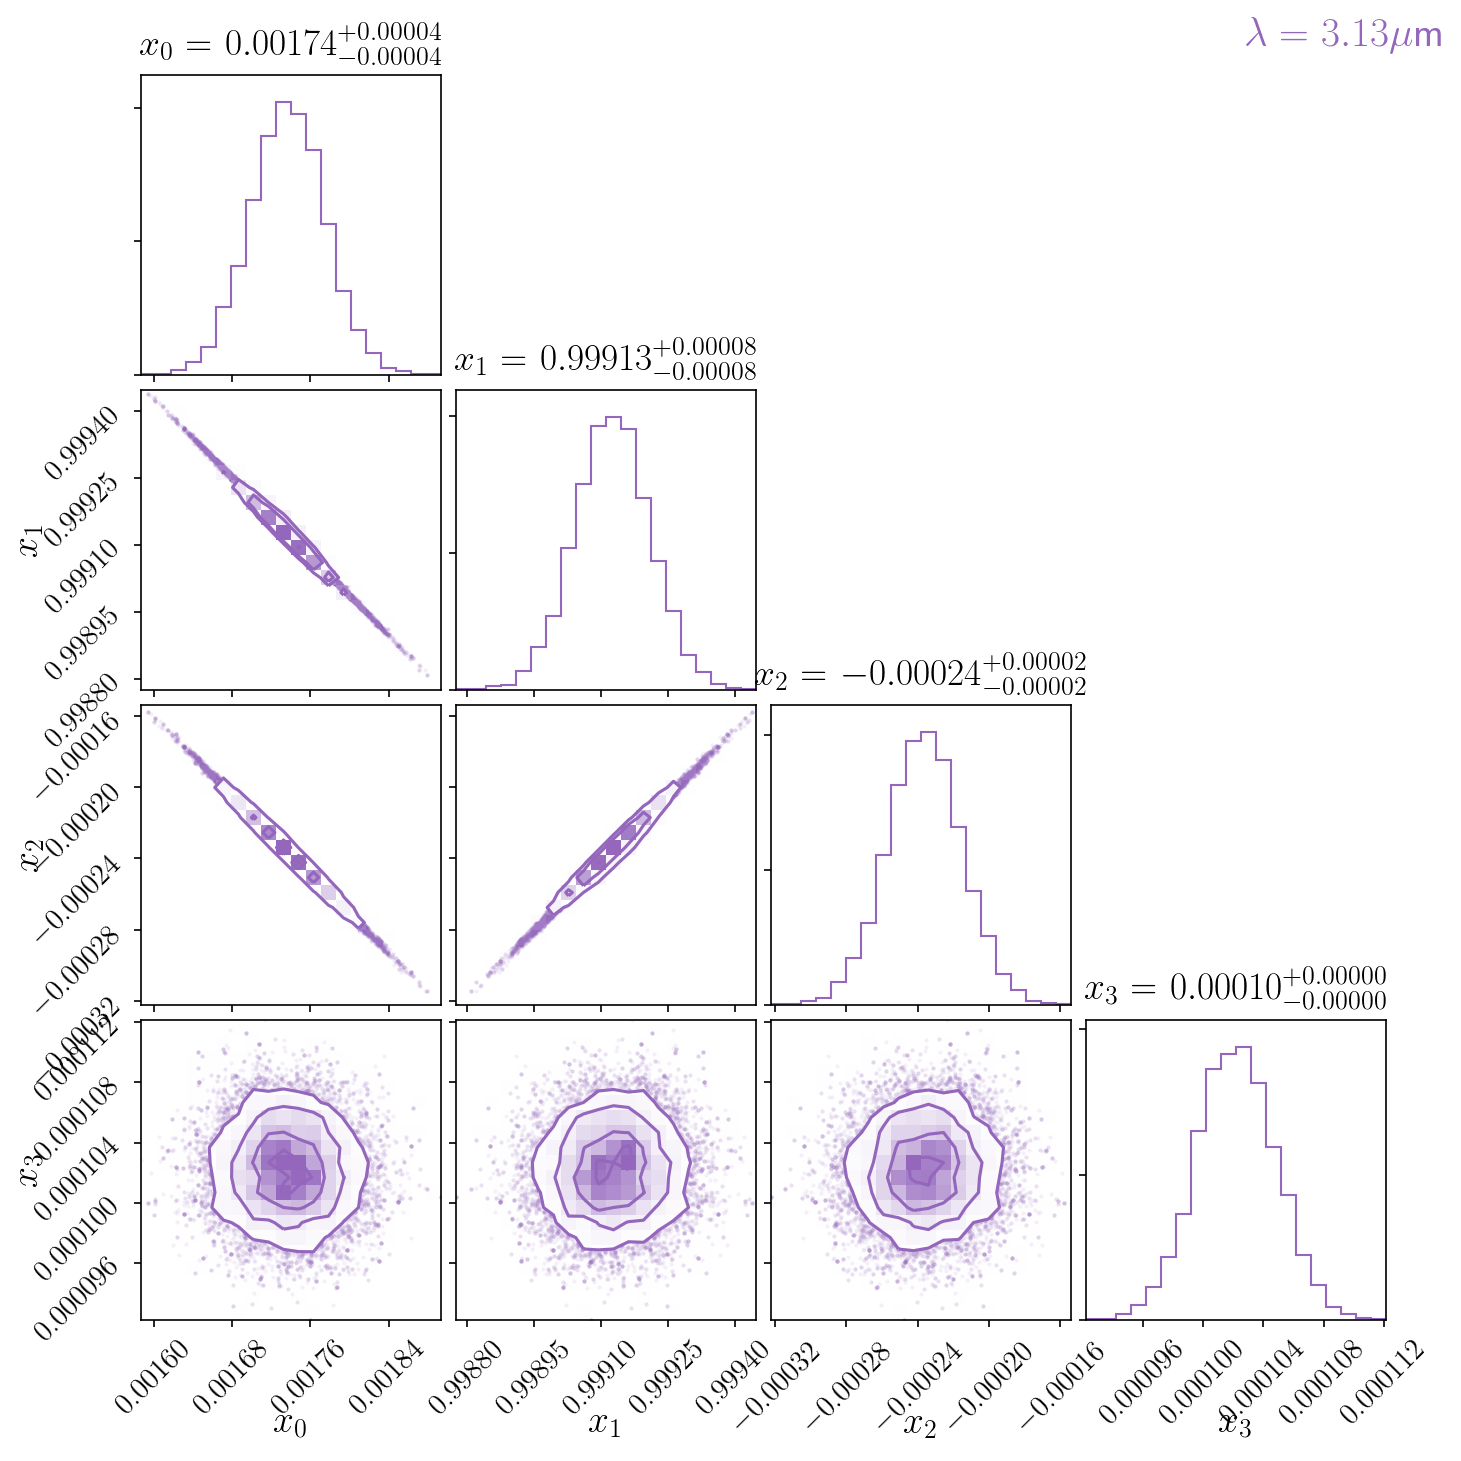 λ = 3.13μm
x₀ = 0.00174⁺⁰·⁰⁰⁰⁰⁴₋₀.₀₀₀₀₄
x₁ = 0.99913⁺⁰·⁰⁰⁰⁰⁸₋₀.₀₀₀₀₈
0.99940
0.99925
0.99910
0.99895
0.99880
x₁
x₂ = −0.00024⁺⁰·⁰⁰⁰⁰²₋₀.₀₀₀₀₂
−0.00016
−0.00020
−0.00024
−0.00028
−0.00032
x₂
x₃ = 0.00010⁺⁰·⁰⁰⁰⁰⁰₋₀.₀₀₀₀₀
0.000112
0.000108
0.000104
0.000100
0.000096
x₃
0.00160 0.00168 0.00176 0.00184 0.99880 0.99895 0.99910 0.99925 0.99940 −0.00032 −0.00028 −0.00024 −0.00020 −0.00016 0.000096 0.000100 0.000104 0.000108 0.000112
x₀ x₁ x₂ x₃